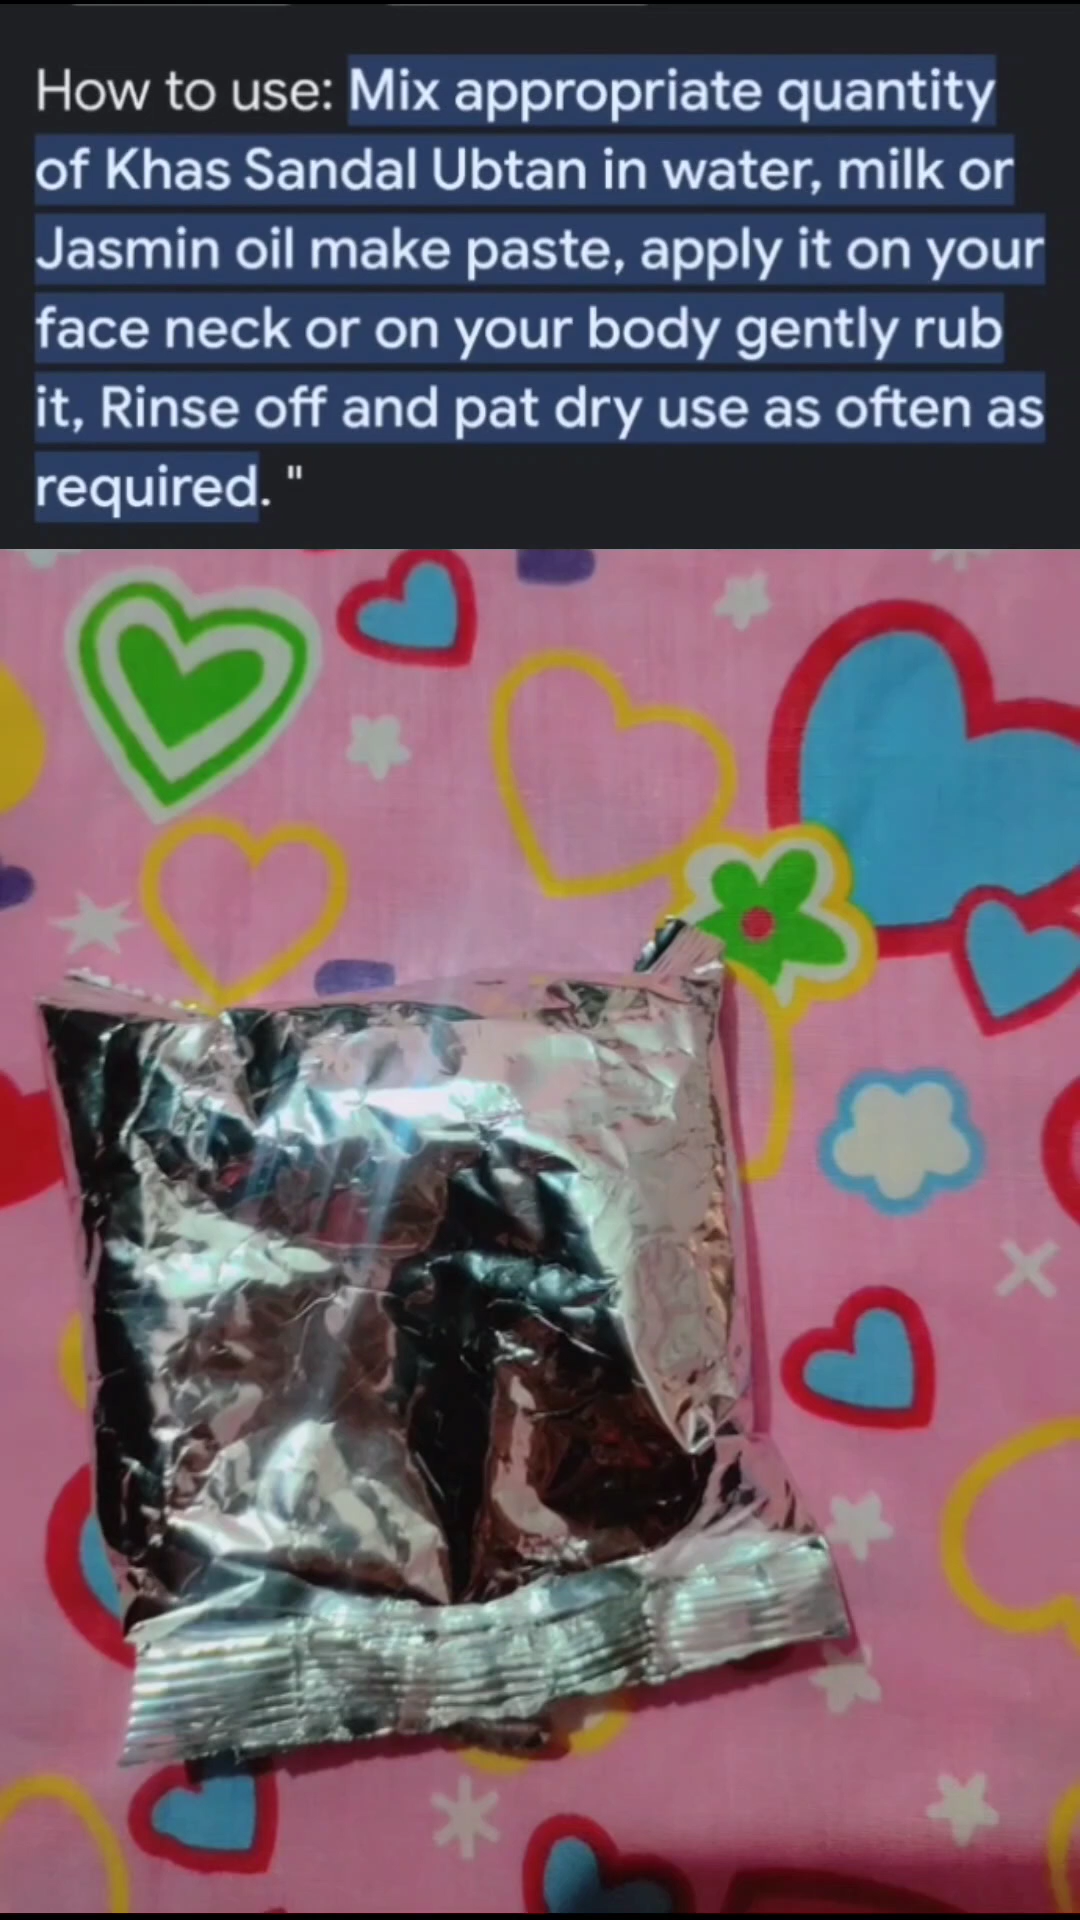 How to use: Mix appropriate quantity
of Khas Sandal Ubtan in water, milk or
Jasmin oil make paste, apply it on your
face neck or on your body gently rub
it, Rinse off and pat dry use as often as
required. "